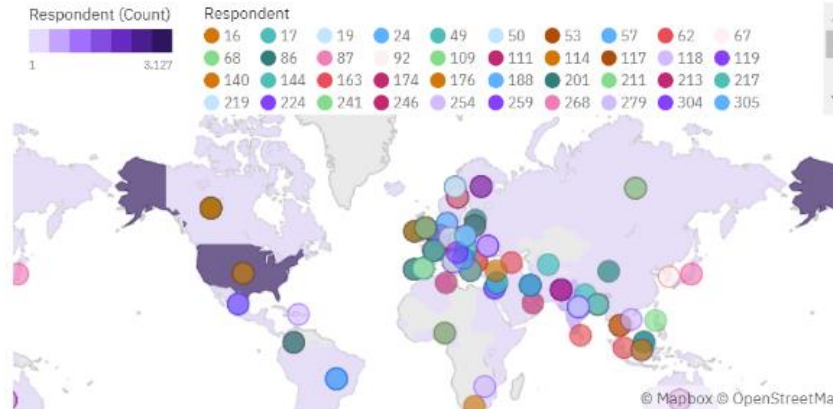 Respondent (Count)
1 3.127
Respondent
16 17 19 24 49 50 53 57 62 67
68 86 87 92 109 111 114 117 118 119
140 144 163 174 176 188 201 211 213 217
219 224 241 246 254 259 268 279 304 305
© Mapbox © OpenStreetMa